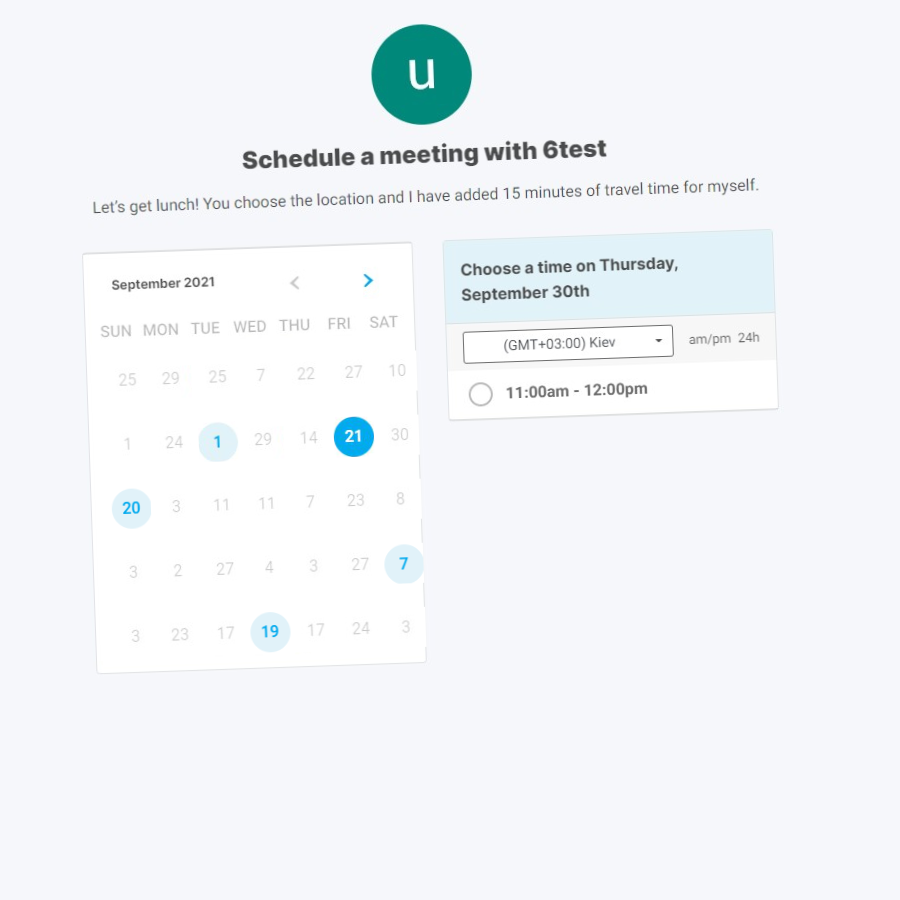 u
Schedule a meeting with 6test
Let's get lunch! You choose the location and I have added 15 minutes of travel time for myself.
September 2021
SUN MON TUE WED THU FRI SAT
25 29 25 7 22 27 10
1 24 1 29 14 21 30
20 3 11 11 7 23 8
3 2 27 4 3 27 7
3 23 17 19 17 24 3
Choose a time on Thursday,
September 30th
(GMT+03:00) Kiev am/pm 24h
11:00am - 12:00pm